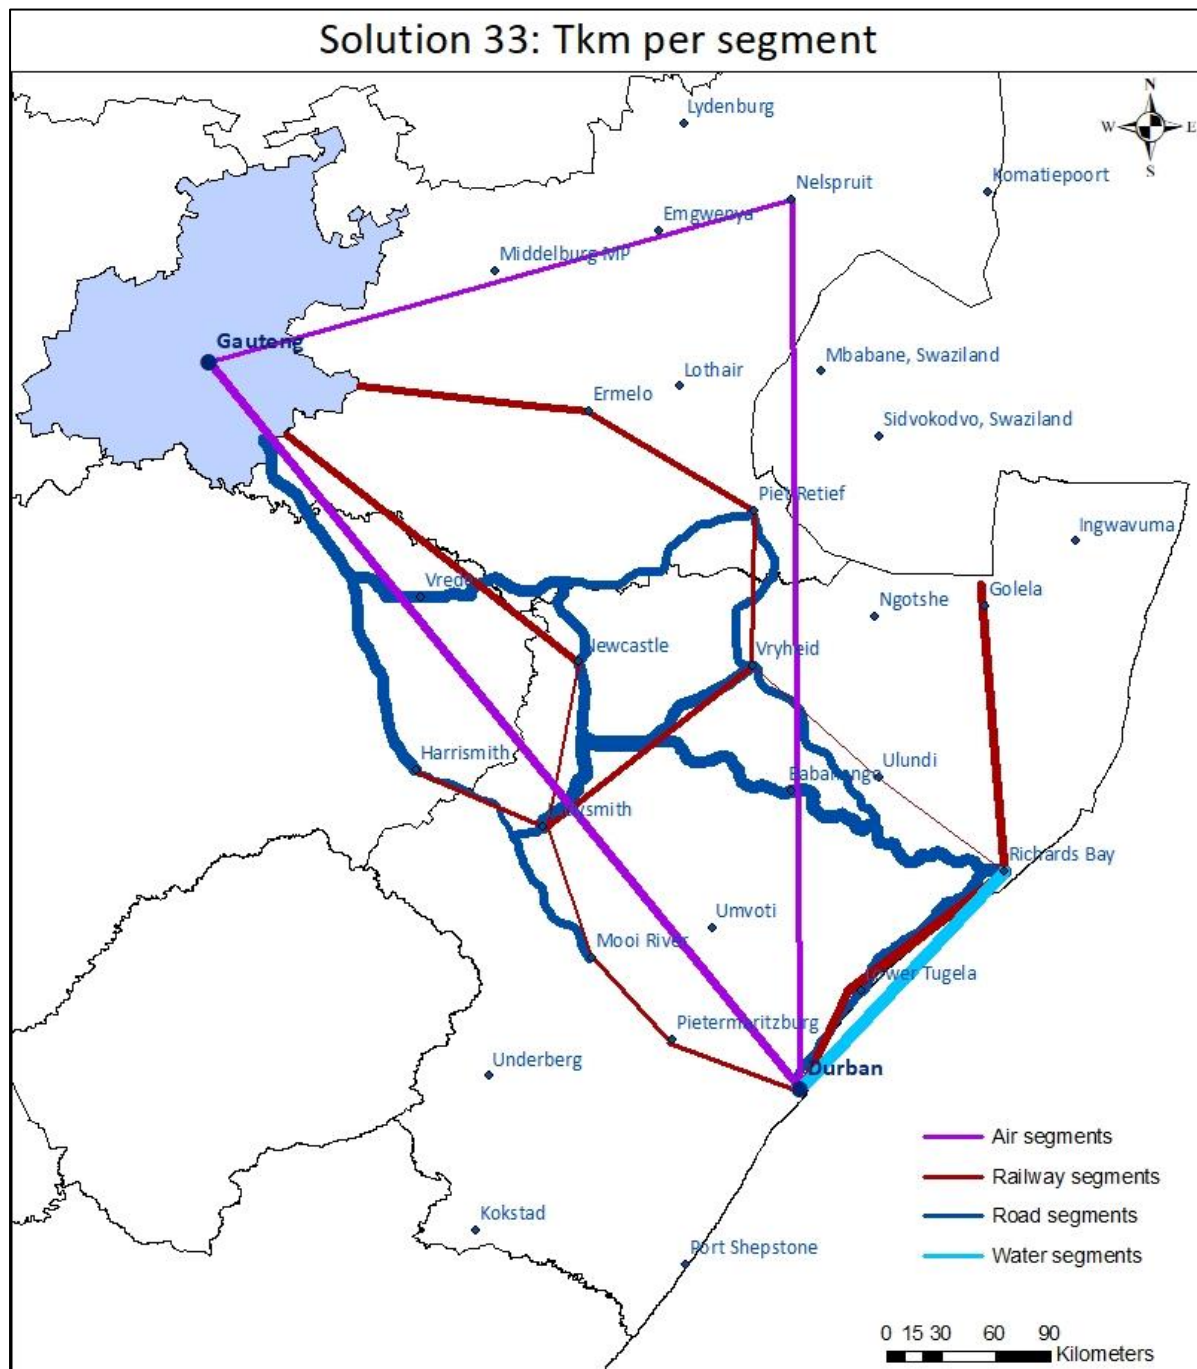 Solution 33: Tkm per segment
Lydenburg
N
W
E
S
Nelspruit
Komatiepoort
Emgwenya
Middelburg MP
Gauteng
Mbabane, Swaziland
Lothair
Ermelo
Sidvokodvo, Swaziland
Piet Retief
Ingwavuma
Vrede
Ngotshe
Golela
Newcastle
Vryheid
Harrismith
Ulundi
Babanango
Ladysmith
Richards Bay
Umvoti
Mooi River
Lower Tugela
Pietermaritzburg
Underberg
Durban
Air segments
Railway segments
Road segments
Water segments
Kokstad
Port Shepstone
0 15 30 60 90
Kilometers